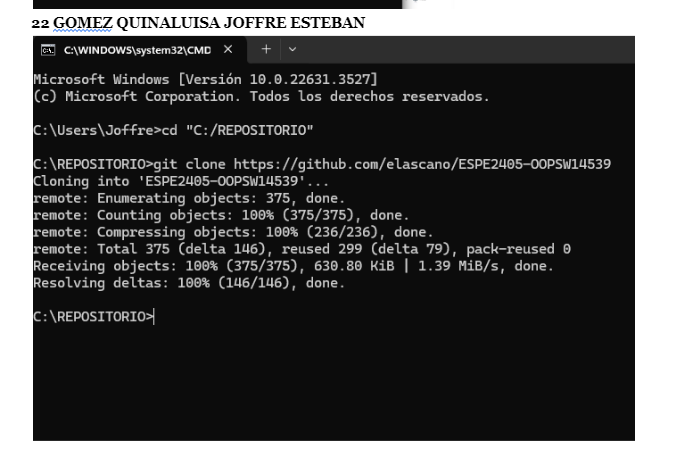 22 GOMEZ QUINALUISA JOFFRE ESTEBAN
C:\WINDOWS\system32\CMD
Microsoft Windows [Versión 10.0.22631.3527]
(c) Microsoft Corporation. Todos los derechos reservados.
C:\Users\Joffre>cd "C:/REPOSITORIO"
C:\REPOSITORIO>git clone https://github.com/elascano/ESPE2405-OOPSW14539
Cloning into 'ESPE2405-OOPSW14539'...
remote: Enumerating objects: 375, done.
remote: Counting objects: 100% (375/375), done.
remote: Compressing objects: 100% (236/236), done.
remote: Total 375 (delta 146), reused 299 (delta 79), pack-reused 0
Receiving objects: 100% (375/375), 630.80 KiB | 1.39 MiB/s, done.
Resolving deltas: 100% (146/146), done.
C:\REPOSITORIO>